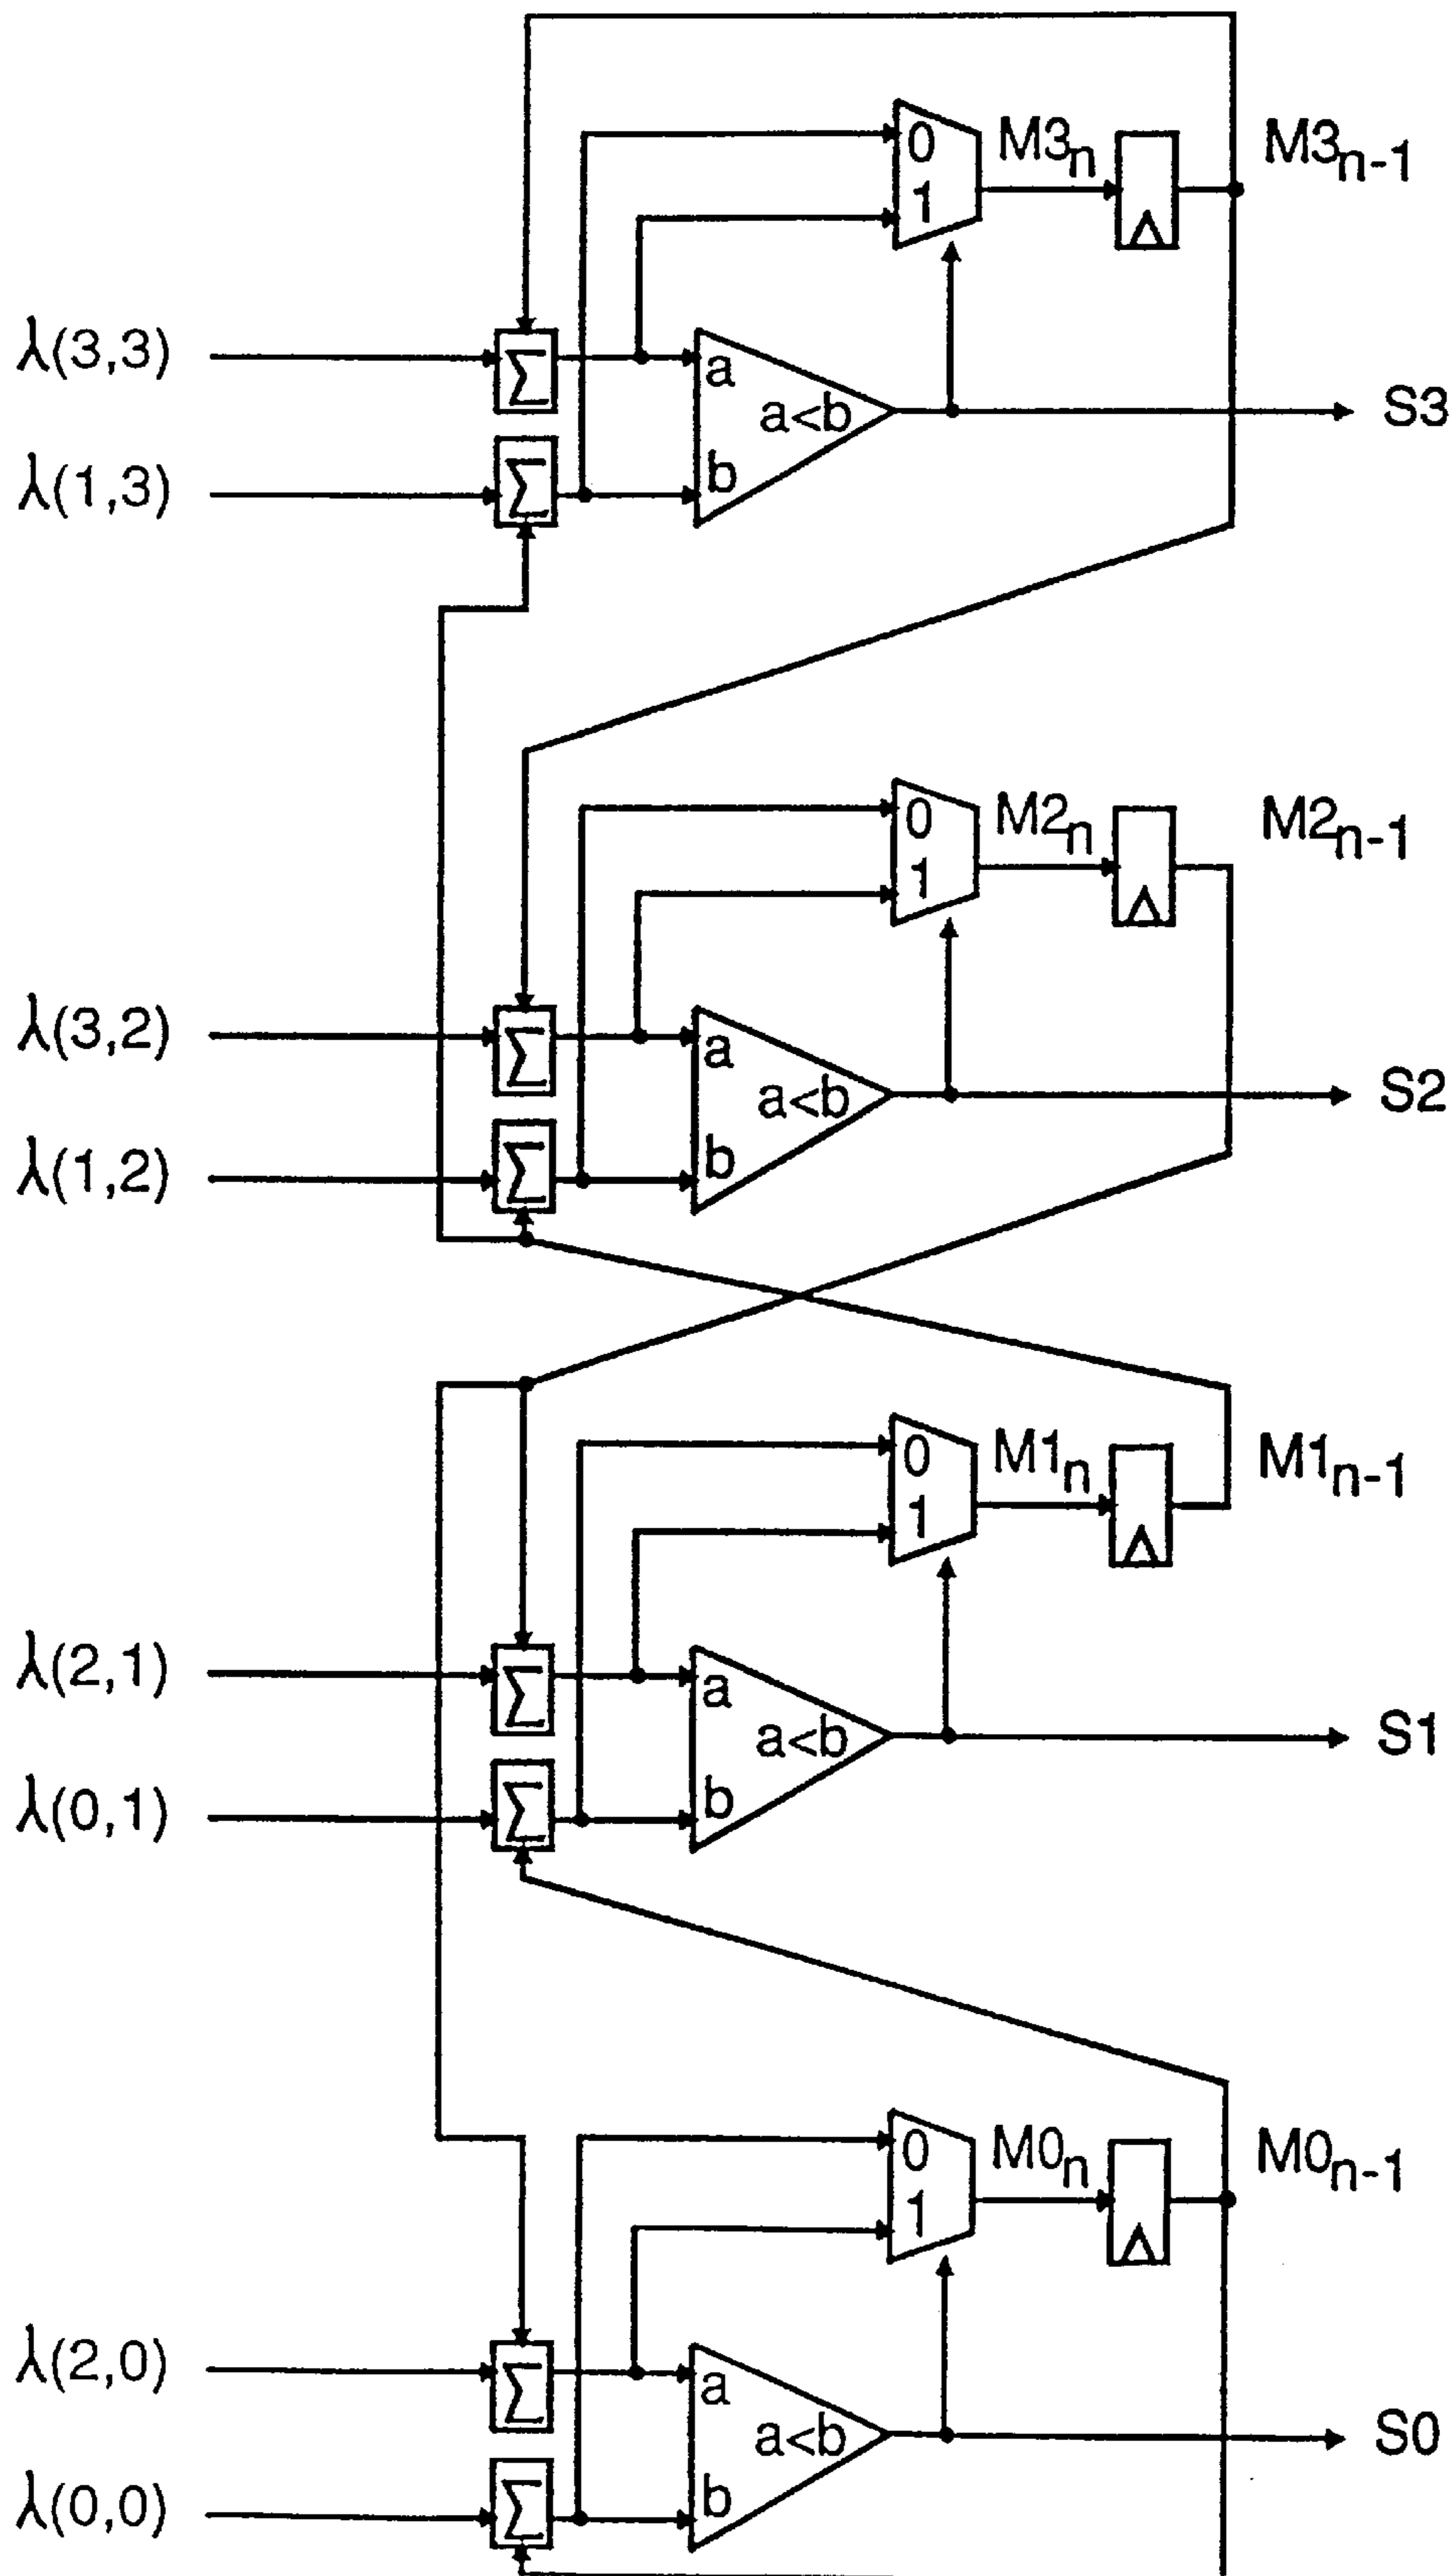 0
1
M3n
M3n-1
λ(3,3)
Σ
a
a<b
S3
λ(1,3)
Σ
b
0
1
M2n
M2n-1
λ(3,2)
Σ
a
a<b
S2
λ(1,2)
Σ
b
0
1
M1n
M1n-1
λ(2,1)
Σ
a
a<b
S1
λ(0,1)
Σ
b
0
1
M0n
M0n-1
λ(2,0)
Σ
a
a<b
S0
λ(0,0)
Σ
b